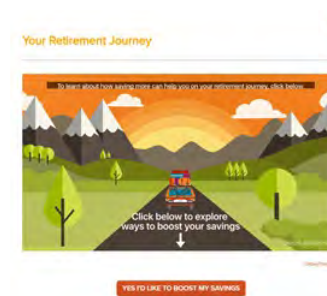 Your Retirement Journey
To learn about how saving more can help you on your retirement journey, click below.
Click below to explore
ways to boost your savings
YES I'D LIKE TO BOOST MY SAVINGS